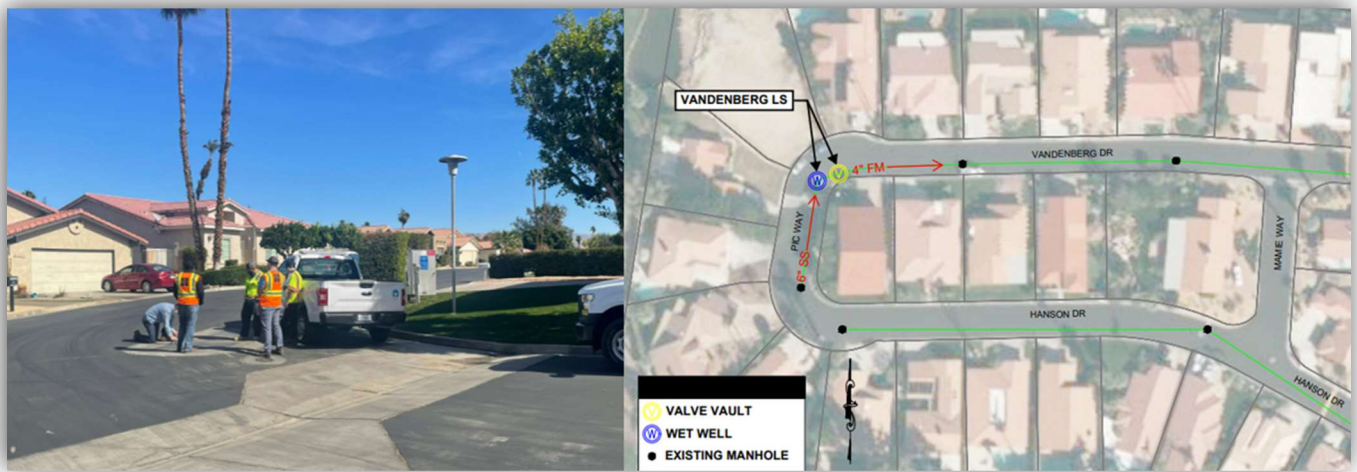 VANDENBERG LS
VANDENBERG DR
4" FM
PIC WAY
6" SS
MAMIE WAY
HANSON DR
HANSON DR
V VALVE VAULT
W WET WELL
EXISTING MANHOLE
W
V